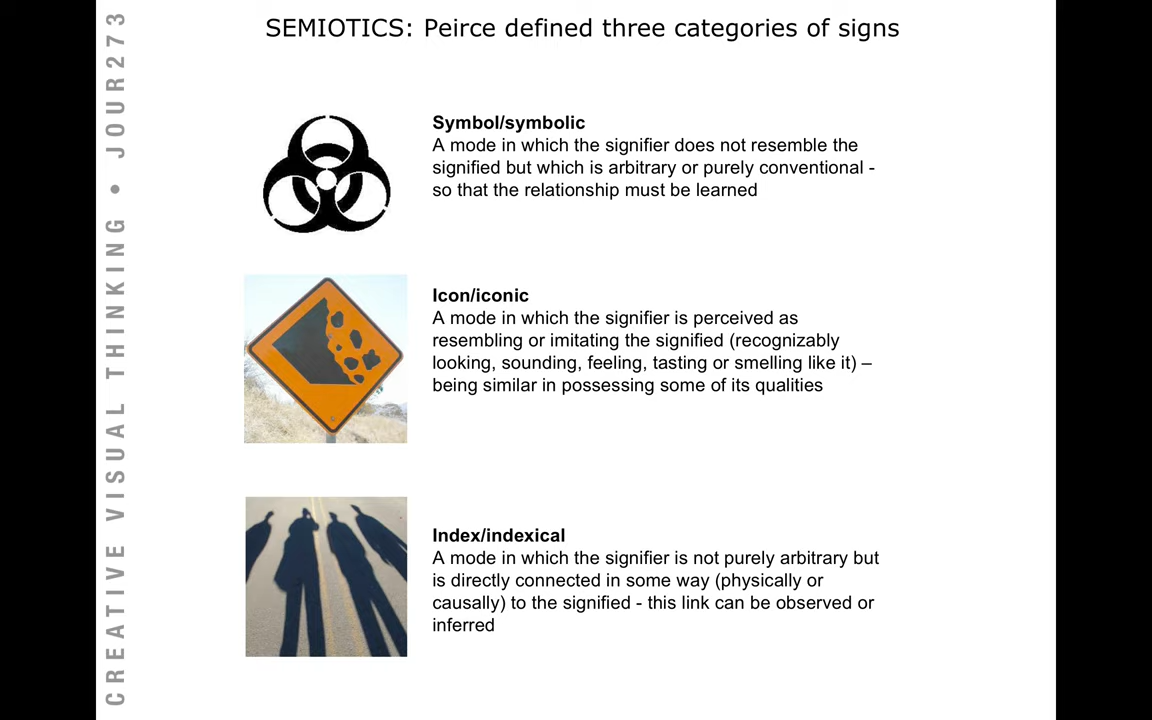 SEMIOTICS: Peirce defined three categories of signs
CREATIVE VISUAL THINKING • JOUR273
Symbol/symbolic
A mode in which the signifier does not resemble the
signified but which is arbitrary or purely conventional -
so that the relationship must be learned
Icon/iconic
A mode in which the signifier is perceived as
resembling or imitating the signified (recognizably
looking, sounding, feeling, tasting or smelling like it) –
being similar in possessing some of its qualities
Index/indexical
A mode in which the signifier is not purely arbitrary but
is directly connected in some way (physically or
causally) to the signified - this link can be observed or
inferred